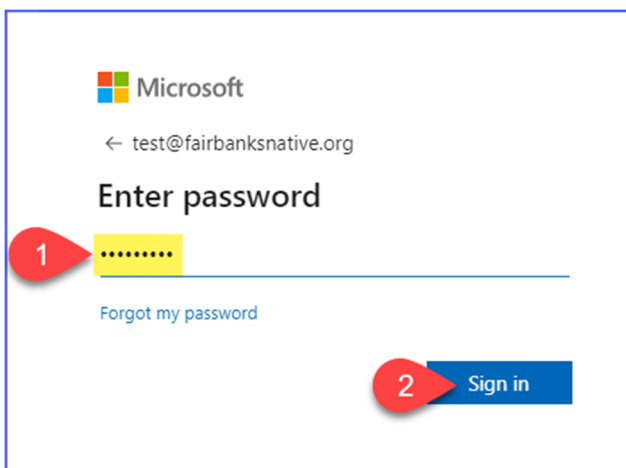 Microsoft
← test@fairbanksnative.org
Enter password
1 •••••••••
Forgot my password
2 Sign in